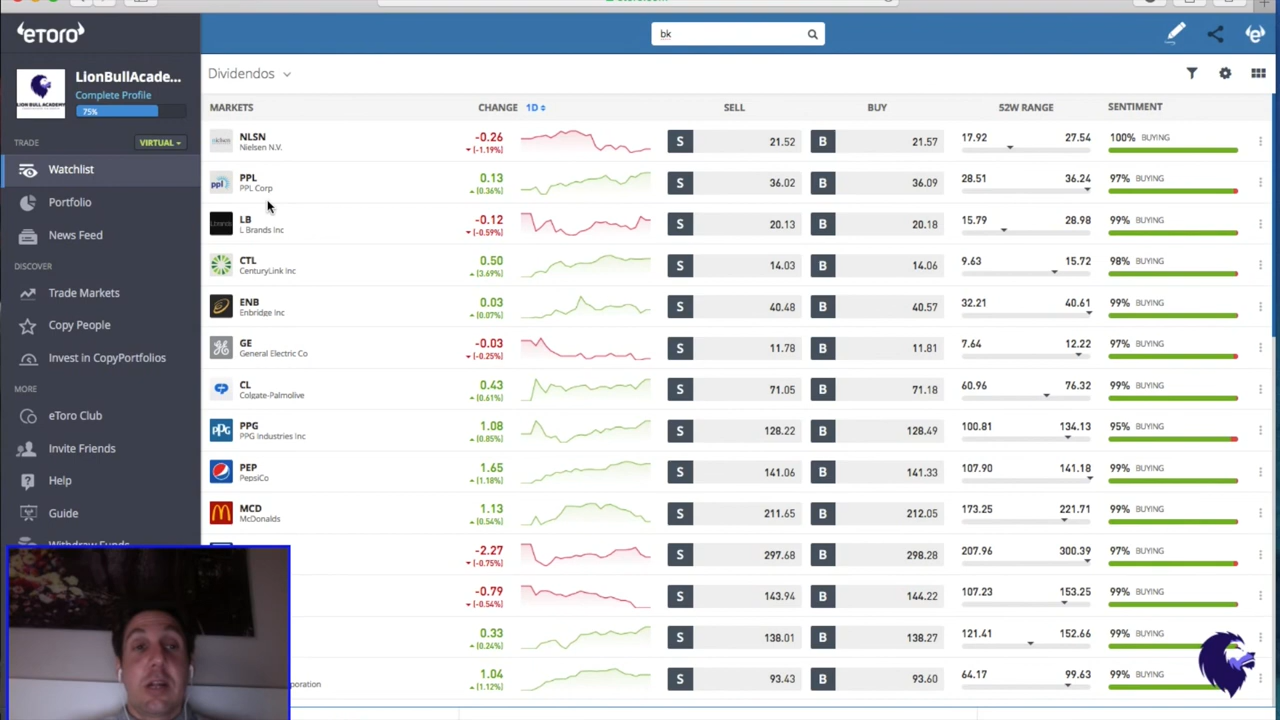 eToro
bk
LionBullAcade...
Complete Profile
75%
TRADE
VIRTUAL
Watchlist
Portfolio
News Feed
DISCOVER
Trade Markets
Copy People
Invest in CopyPortfolios
MORE
eToro Club
Invite Friends
Help
Guide
Withdraw Funds
Dividendos
MARKETS CHANGE 1D SELL BUY 52W RANGE SENTIMENT
NLSN -0.26 S 21.52 B 21.57 17.92 27.54 100% BUYING
Nielsen N.V. (-1.19%)
PPL 0.13 S 36.02 B 36.09 28.51 36.24 97% BUYING
PPL Corp (0.36%)
LB -0.12 S 20.13 B 20.18 15.79 28.98 99% BUYING
L Brands Inc (-0.59%)
CTL 0.50 S 14.03 B 14.06 9.63 15.72 98% BUYING
CenturyLink Inc (3.69%)
ENB 0.03 S 40.48 B 40.57 32.21 40.61 99% BUYING
Enbridge Inc (0.07%)
GE -0.03 S 11.78 B 11.81 7.64 12.22 97% BUYING
General Electric Co (-0.25%)
CL 0.43 S 71.05 B 71.18 60.96 76.32 99% BUYING
Colgate-Palmolive (0.61%)
PPG 1.08 S 128.22 B 128.49 100.81 134.13 95% BUYING
PPG Industries Inc (0.85%)
PEP 1.65 S 141.06 B 141.33 107.90 141.18 99% BUYING
PepsiCo (1.18%)
MCD 1.13 S 211.65 B 212.05 173.25 221.71 99% BUYING
McDonalds (0.54%)
-2.27 S 297.68 B 298.28 207.96 300.39 97% BUYING
(-0.75%)
-0.79 S 143.94 B 144.22 107.23 153.25 99% BUYING
(-0.54%)
0.33 S 138.01 B 138.27 121.41 152.66 99% BUYING
(0.24%)
1.04 S 93.43 B 93.60 64.17 99.63 99% BUYING
poration (1.12%)